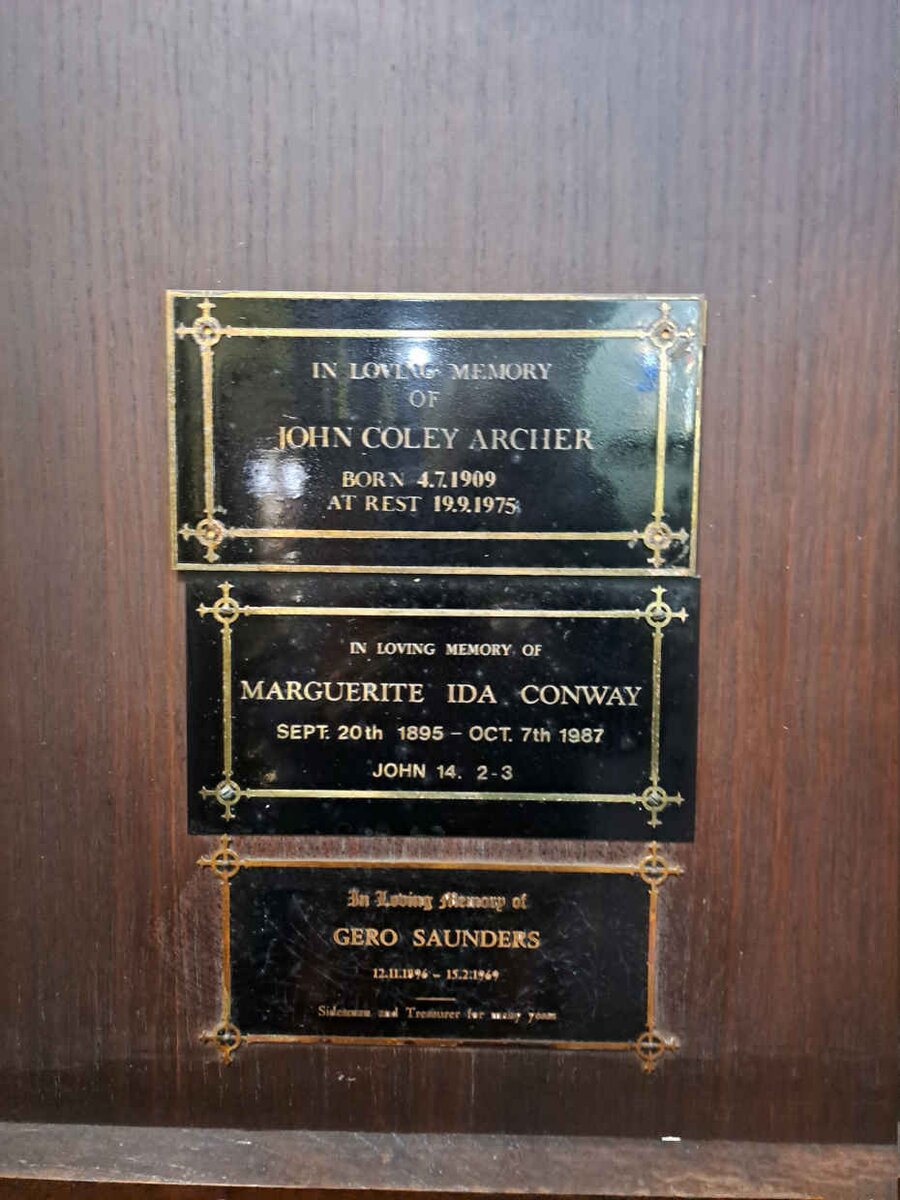 IN LOVING MEMORY
OF
JOHN COLEY ARCHER
BORN 4.7.1909
AT REST 19.9.1975
IN LOVING MEMORY OF
MARGUERITE IDA CONWAY
SEPT. 20th 1895 - OCT. 7th 1987
JOHN 14. 2-3
In Loving Memory of
GERO SAUNDERS
12.11.1896 - 15.2.1969
Sidesman and Treasurer for many years